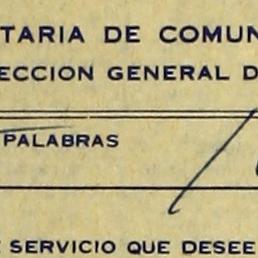 TARIA DE COMUN
ECCION GENERAL D
PALABRAS
SERVICIO QUE DESEE